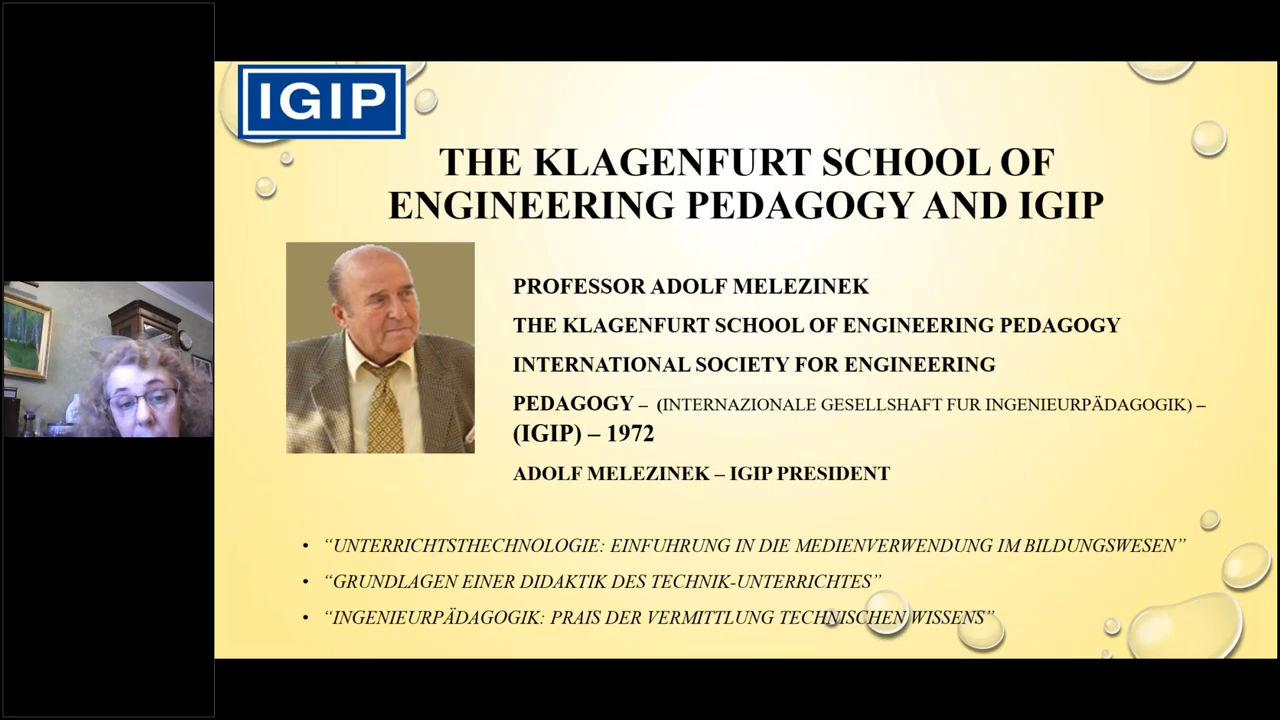 IGIP
THE KLAGENFURT SCHOOL OF
ENGINEERING PEDAGOGY AND IGIP
PROFESSOR ADOLF MELEZINEK
THE KLAGENFURT SCHOOL OF ENGINEERING PEDAGOGY
INTERNATIONAL SOCIETY FOR ENGINEERING
PEDAGOGY – (INTERNAZIONALE GESELLSHAFT FUR INGENIEURPÄDAGOGIK) –
(IGIP) – 1972
ADOLF MELEZINEK – IGIP PRESIDENT
• “UNTERRICHTSTHECHNOLOGIE: EINFUHRUNG IN DIE MEDIENVERWENDUNG IM BILDUNGSWESEN”
• “GRUNDLAGEN EINER DIDAKTIK DES TECHNIK-UNTERRICHTES”
• “INGENIEURPÄDAGOGIK: PRAIS DER VERMITTLUNG TECHNISCHEN WISSENS”